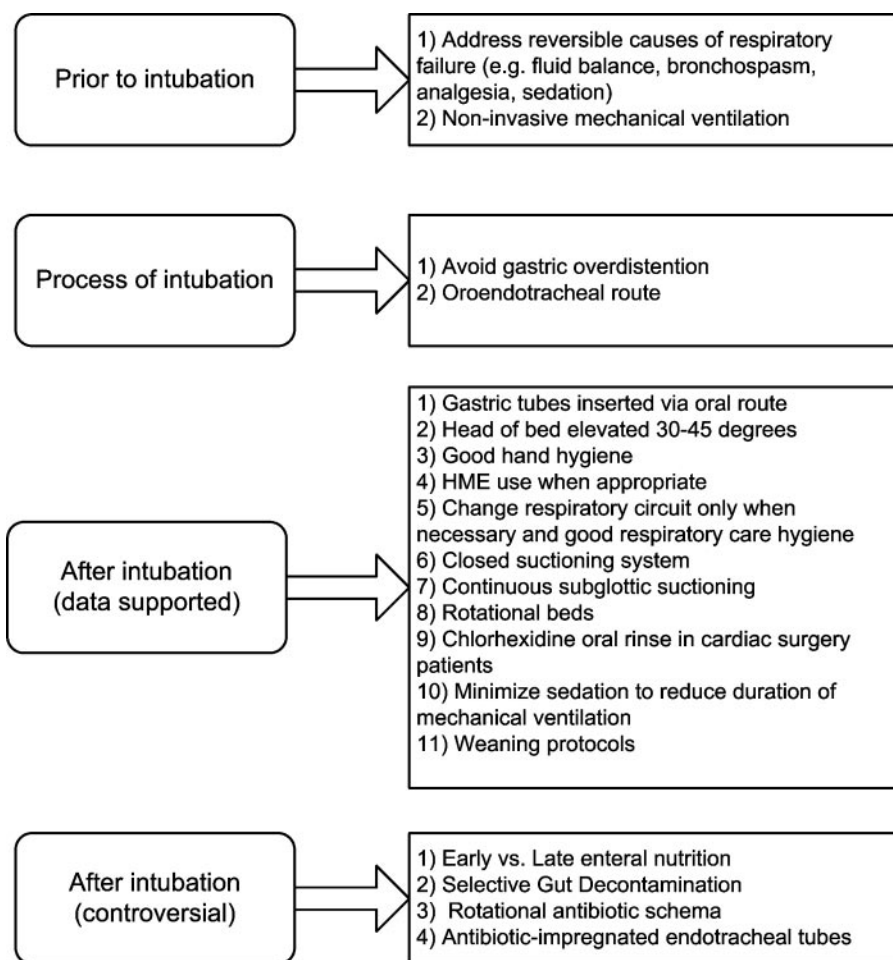 Prior to intubation
1) Address reversible causes of respiratory
failure (e.g. fluid balance, bronchospasm,
analgesia, sedation)
2) Non-invasive mechanical ventilation
Process of intubation
1) Avoid gastric overdistention
2) Oroendotracheal route
After intubation
(data supported)
1) Gastric tubes inserted via oral route
2) Head of bed elevated 30-45 degrees
3) Good hand hygiene
4) HME use when appropriate
5) Change respiratory circuit only when
necessary and good respiratory care hygiene
6) Closed suctioning system
7) Continuous subglottic suctioning
8) Rotational beds
9) Chlorhexidine oral rinse in cardiac surgery
patients
10) Minimize sedation to reduce duration of
mechanical ventilation
11) Weaning protocols
After intubation
(controversial)
1) Early vs. Late enteral nutrition
2) Selective Gut Decontamination
3) Rotational antibiotic schema
4) Antibiotic-impregnated endotracheal tubes